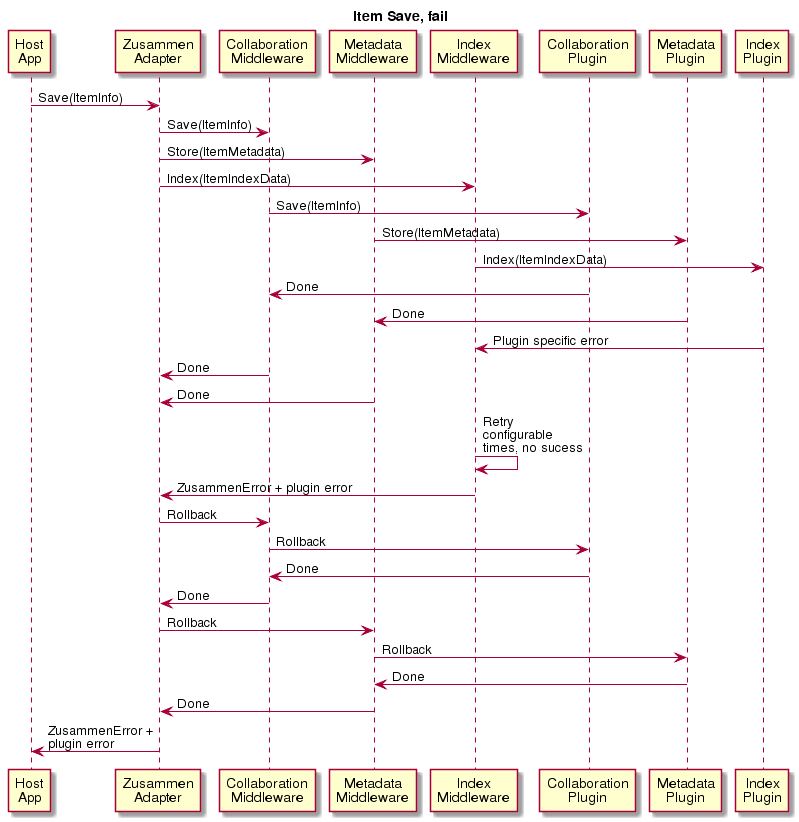 Item Save, fail
Host
App
Zusammen
Adapter
Collaboration
Middleware
Metadata
Middleware
Index
Middleware
Collaboration
Plugin
Metadata
Plugin
Index
Plugin
Save(ItemInfo)
Save(ItemInfo)
Store(ItemMetadata)
Index(ItemIndexData)
Save(ItemInfo)
Store(ItemMetadata)
Index(ItemIndexData)
Done
Done
Plugin specific error
Done
Done
Retry
configurable
times, no sucess
ZusammenError + plugin error
Rollback
Rollback
Done
Done
Rollback
Rollback
Done
Done
ZusammenError +
plugin error
Host
App
Zusammen
Adapter
Collaboration
Middleware
Metadata
Middleware
Index
Middleware
Collaboration
Plugin
Metadata
Plugin
Index
Plugin